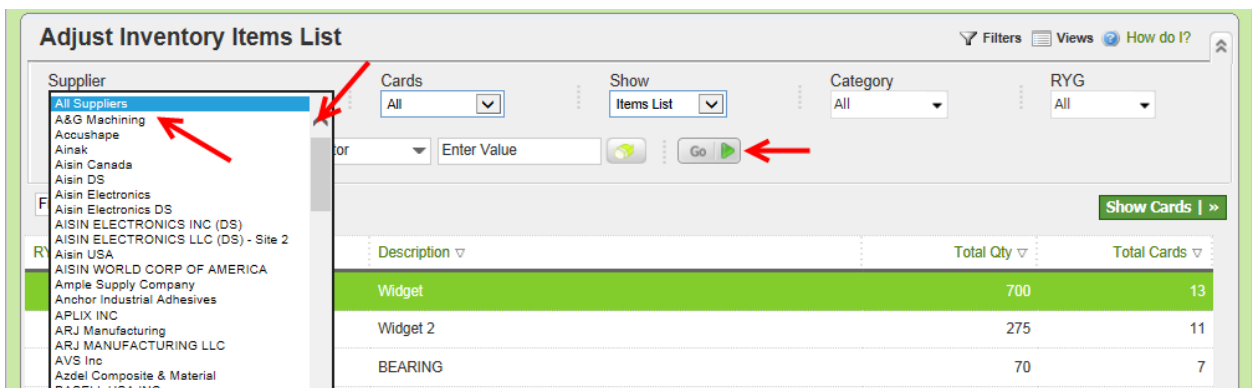 Adjust Inventory Items List
Filters Views How do I?
Supplier Cards Show Category RYG
All Items List All All
All Suppliers
A&G Machining
Accushape
Ainak
Aisin Canada
Aisin DS
Aisin Electronics
Aisin Electronics DS
AISIN ELECTRONICS INC (DS)
AISIN ELECTRONICS LLC (DS) - Site 2
Aisin USA
AISIN WORLD CORP OF AMERICA
Ample Supply Company
Anchor Industrial Adhesives
APLIX INC
ARJ Manufacturing
ARJ MANUFACTURING LLC
AVS Inc
Azdel Composite & Material
tor Enter Value Go
Show Cards | »
Description Total Qty Total Cards
Widget 700 13
Widget 2 275 11
BEARING 70 7